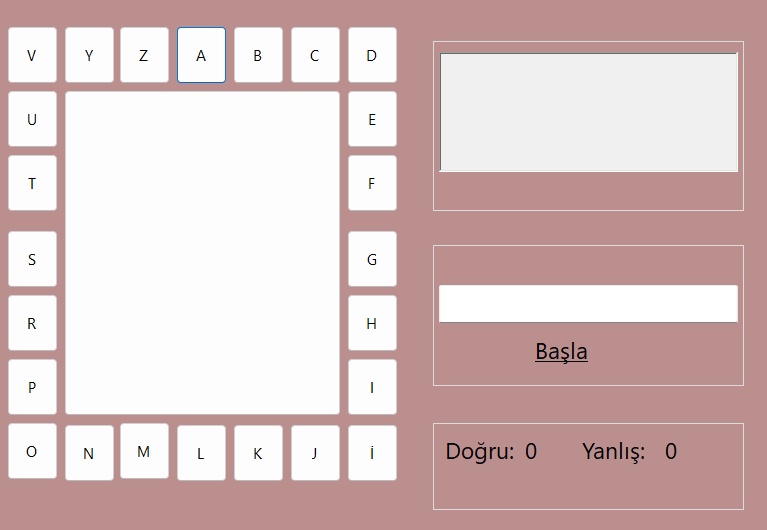 V Y Z A B C D
U E
T F
S G
R H
P I
O N M L K J İ
Başla
Doğru: 0 Yanlış: 0